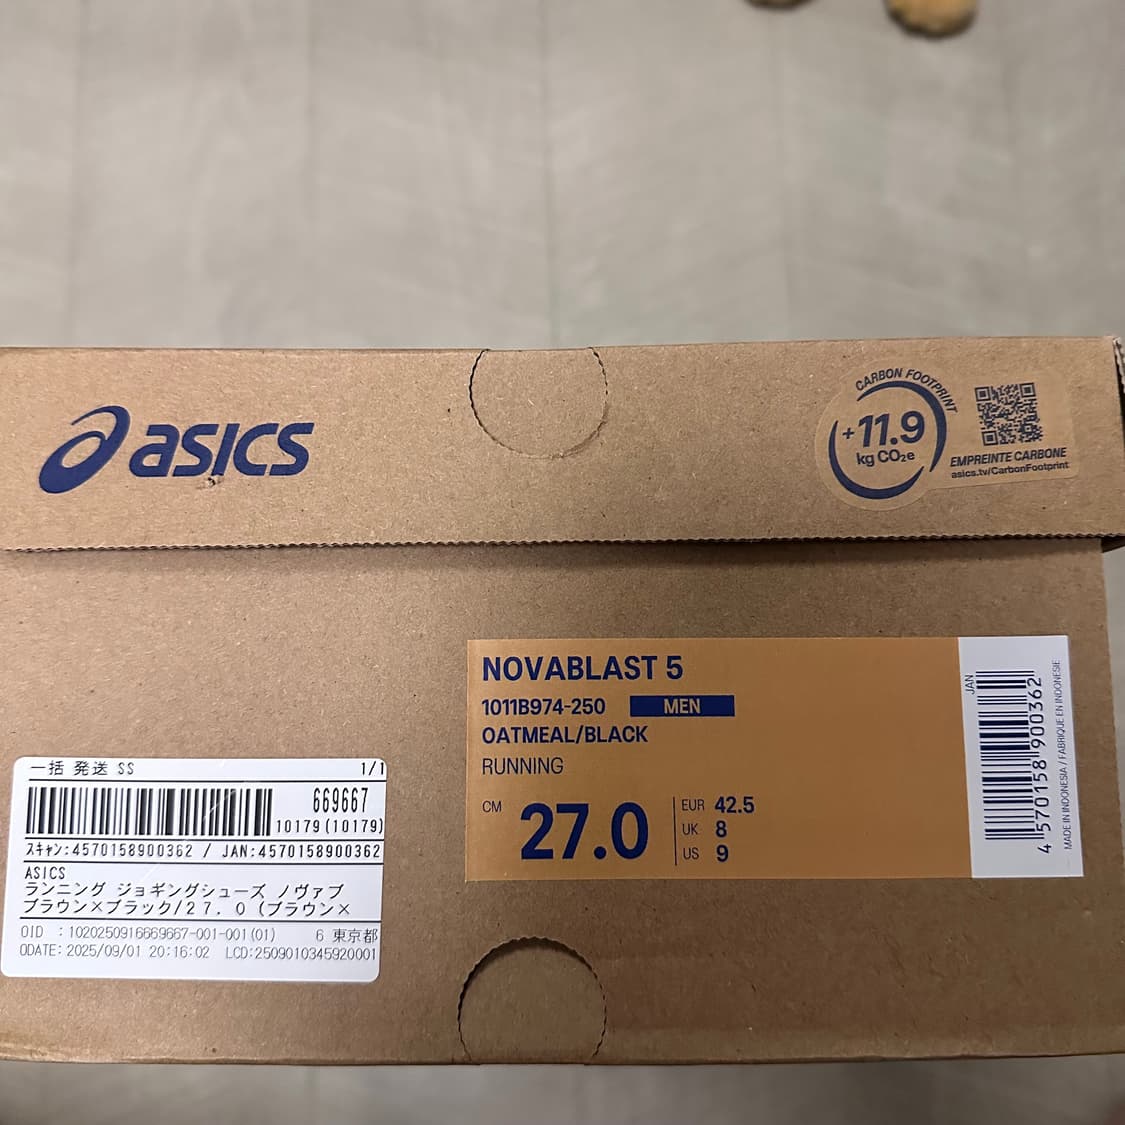 asics
CARBON FOOTPRINT
+11.9
kg CO₂e
EMPREINTE CARBONE
asics.tv/CarbonFootprint
NOVABLAST 5
1011B974-250 MEN
OATMEAL/BLACK
RUNNING
CM 27.0
EUR 42.5
UK 8
US 9
JAN
4570158900362
MADE IN INDONESIA / FABRIQUE EN INDONESIE
一括 発送 SS 1/1
669667
10179(10179)
スキャン:4570158900362 / JAN:4570158900362
ASICS
ランニング ジョギングシューズ ノヴァブ
ブラウン×ブラック/27.0 (ブラウン×
OID :1020250916669667-001-001(01) 6 東京都
ODATE:2025/09/01 20:16:02 LCD:2509010345920001